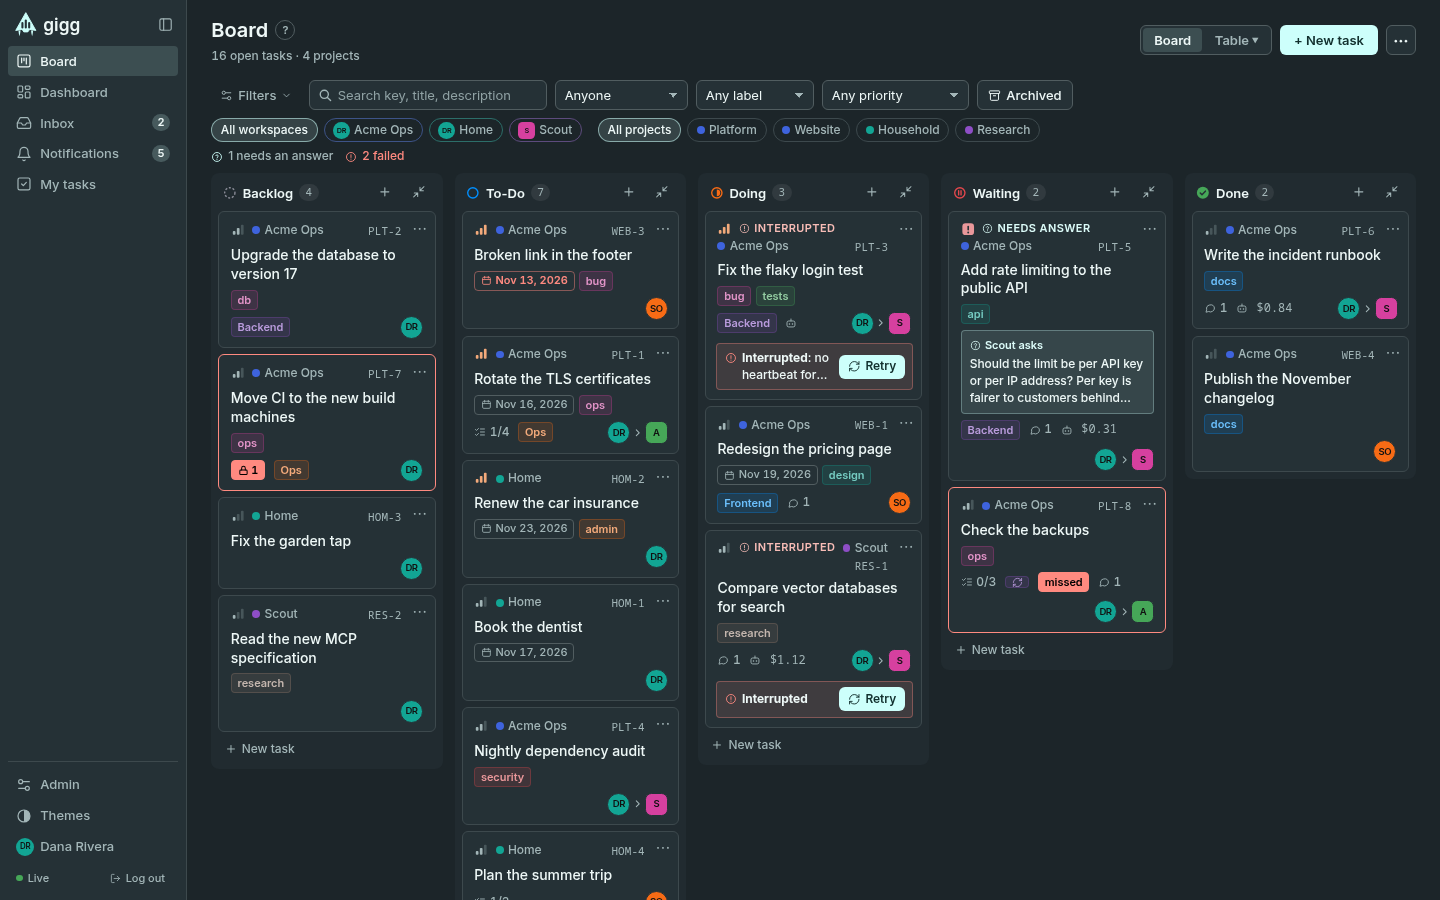 gigg
Board
Dashboard
Inbox 2
Notifications 5
My tasks
Admin
Themes
DR Dana Rivera
Live Log out
Board ?
16 open tasks · 4 projects
Board Table ▾ + New task ...
Filters Search key, title, description Anyone Any label Any priority Archived
All workspaces DR Acme Ops DR Home S Scout All projects Platform Website Household Research
1 needs an answer 2 failed
Backlog 4
Acme Ops PLT-2
Upgrade the database to
version 17
db
Backend DR
Acme Ops PLT-7
Move CI to the new build
machines
ops
1 Ops DR
Home HOM-3
Fix the garden tap
DR
Scout RES-2
Read the new MCP
specification
research
DR
+ New task
To-Do 7
Acme Ops WEB-3
Broken link in the footer
Nov 13, 2026 bug
SO
Acme Ops PLT-1
Rotate the TLS certificates
Nov 16, 2026 ops
1/4 Ops DR > A
Home HOM-2
Renew the car insurance
Nov 23, 2026 admin
DR
Home HOM-1
Book the dentist
Nov 17, 2026
DR
Acme Ops PLT-4
Nightly dependency audit
security
DR > S
Home HOM-4
Plan the summer trip
Doing 3
INTERRUPTED
Acme Ops PLT-3
Fix the flaky login test
bug tests
Backend DR > S
Interrupted: no
heartbeat for...
Retry
Acme Ops WEB-1
Redesign the pricing page
Nov 19, 2026 design
Frontend 1 SO
INTERRUPTED Scout
RES-1
Compare vector databases
for search
research
1 $1.12 DR > S
Interrupted Retry
+ New task
Waiting 2
NEEDS ANSWER
Acme Ops PLT-5
Add rate limiting to the
public API
api
Scout asks
Should the limit be per API key
or per IP address? Per key is
fairer to customers behind...
Backend 1 $0.31
DR > S
Acme Ops PLT-8
Check the backups
ops
0/3 missed 1
DR > A
+ New task
Done 2
Acme Ops PLT-6
Write the incident runbook
docs
1 $0.84 DR > S
Acme Ops WEB-4
Publish the November
changelog
docs
SO